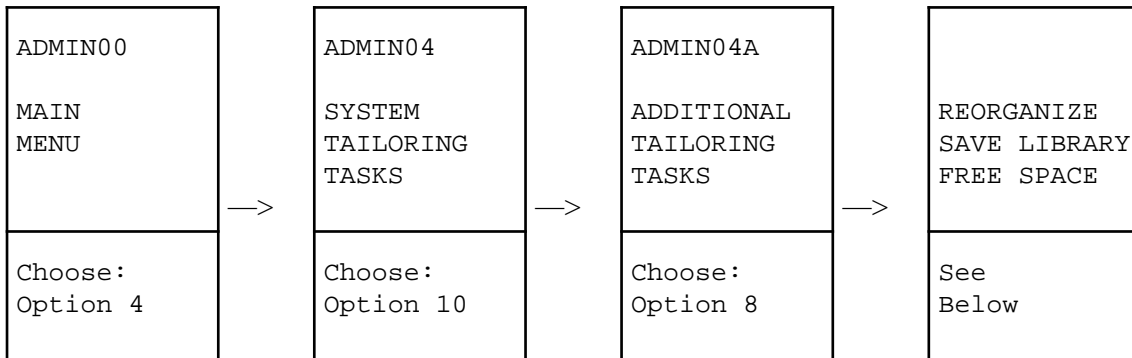 ADMIN00
MAIN
MENU
—>
Choose:
Option 4
ADMIN04
SYSTEM
TAILORING
TASKS
—>
Choose:
Option 10
ADMIN04A
ADDITIONAL
TAILORING
TASKS
—>
Choose:
Option 8
REORGANIZE
SAVE LIBRARY
FREE SPACE
See
Below